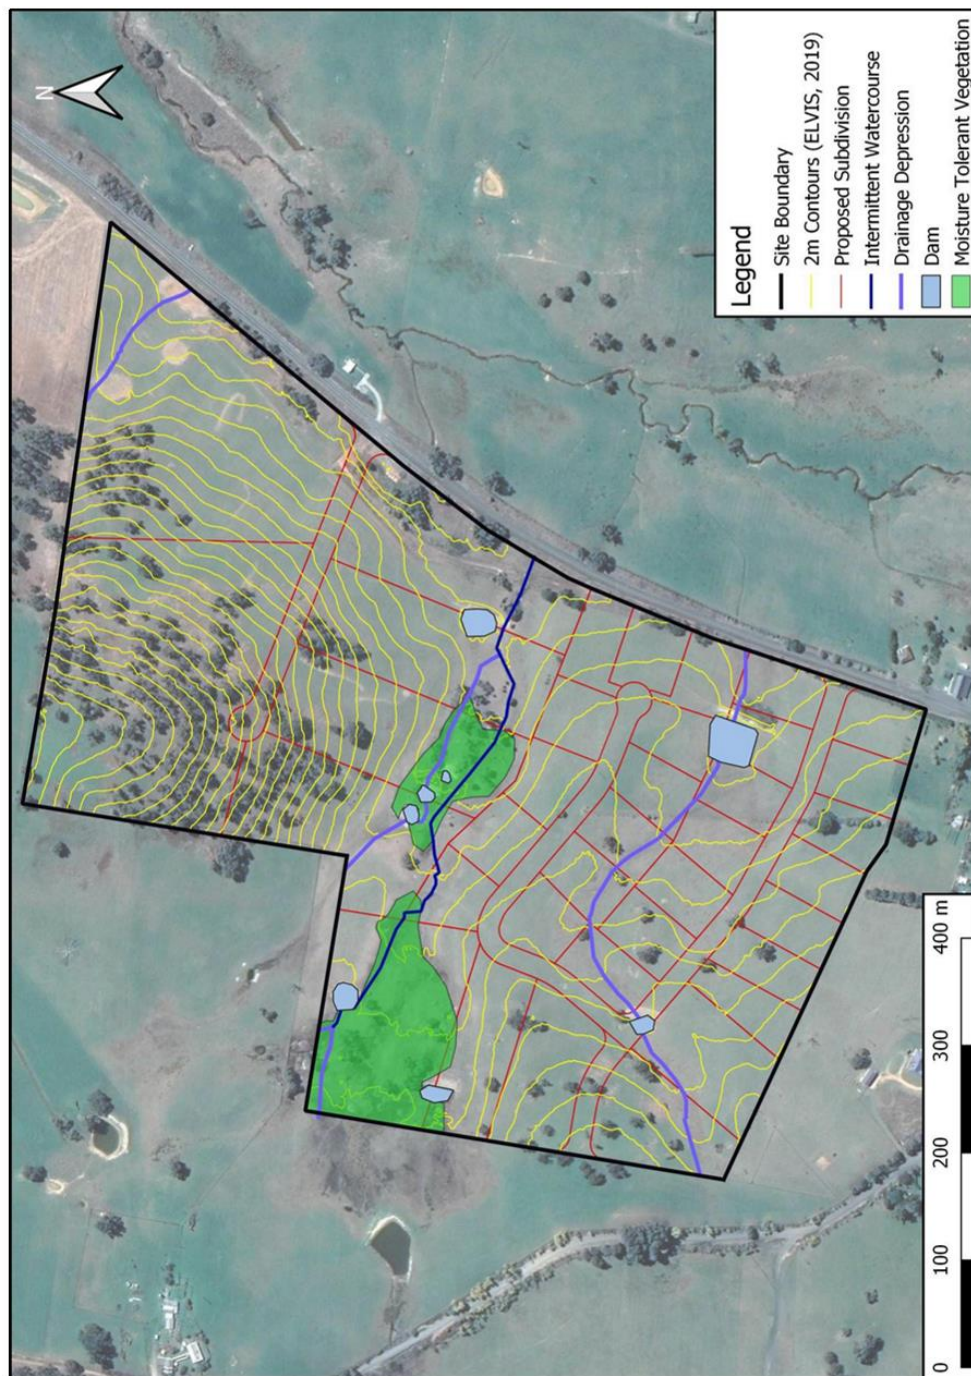 N
Legend
Site Boundary
2m Contours (ELVIS, 2019)
Proposed Subdivision
Intermittent Watercourse
Drainage Depression
Dam
Moisture Tolerant Vegetation
0 100 200 300 400 m